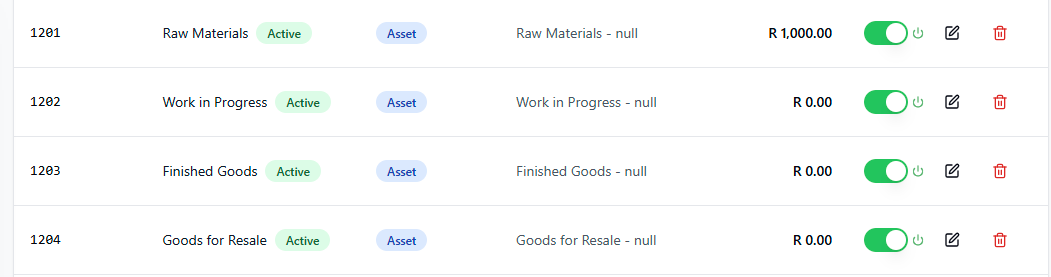 1201 Raw Materials Active Asset Raw Materials - null R 1,000.00
1202 Work in Progress Active Asset Work in Progress - null R 0.00
1203 Finished Goods Active Asset Finished Goods - null R 0.00
1204 Goods for Resale Active Asset Goods for Resale - null R 0.00